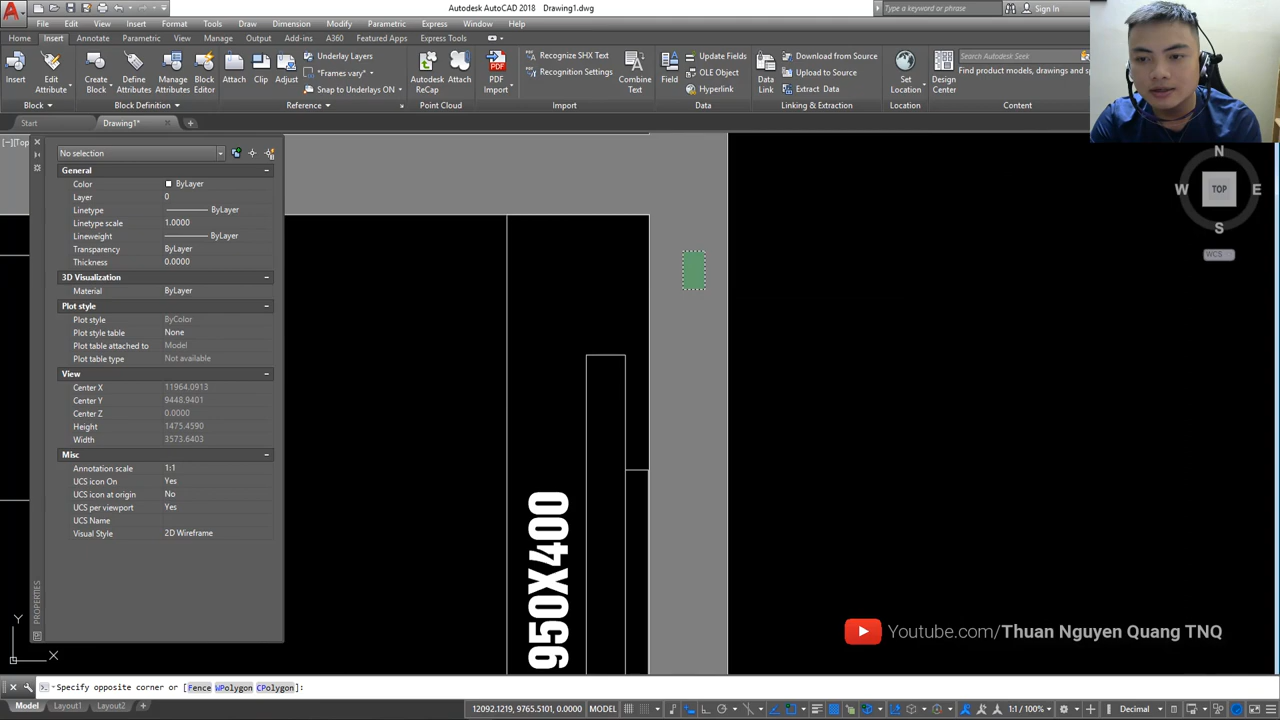 Autodesk AutoCAD 2018 Drawing1.dwg
Type a keyword or phrase
Sign In
File Edit View Insert Format Tools Draw Dimension Modify Parametric Express Window Help
Home Insert Annotate Parametric View Manage Output Add-ins A360 Featured Apps Express Tools
Insert
Edit Attribute
Create Block
Define Attributes
Manage Attributes
Block Editor
Attach
Clip
Adjust
Underlay Layers
*Frames vary*
Snap to Underlays ON
Autodesk ReCap
Attach
PDF Import
Recognize SHX Text
Recognition Settings
Combine Text
Field
Update Fields
OLE Object
Hyperlink
Data Link
Download from Source
Upload to Source
Extract Data
Set Location
Design Center
Search Autodesk Seek
Find product models, drawings and spe
Block Block Definition Reference Point Cloud Import Data Linking & Extraction Location Content
Start Drawing1*
[−][Top
No selection
General
Color ByLayer
Layer 0
Linetype ByLayer
Linetype scale 1.0000
Lineweight ByLayer
Transparency ByLayer
Thickness 0.0000
3D Visualization
Material ByLayer
Plot style
Plot style ByColor
Plot style table None
Plot table attached to Model
Plot table type Not available
View
Center X 11964.0913
Center Y 9448.9401
Center Z 0.0000
Height 1475.4590
Width 3573.6403
Misc
Annotation scale 1:1
UCS icon On Yes
UCS icon at origin No
UCS per viewport Yes
UCS Name
Visual Style 2D Wireframe
PROPERTIES
950X400
N
W TOP E
S
WCS
Youtube.com/Thuan Nguyen Quang TNQ
Y
X
Specify opposite corner or [Fence WPolygon CPolygon]:
Model Layout1 Layout2 +
12092.1219, 9765.5101, 0.0000 MODEL
1:1 / 100%
Decimal